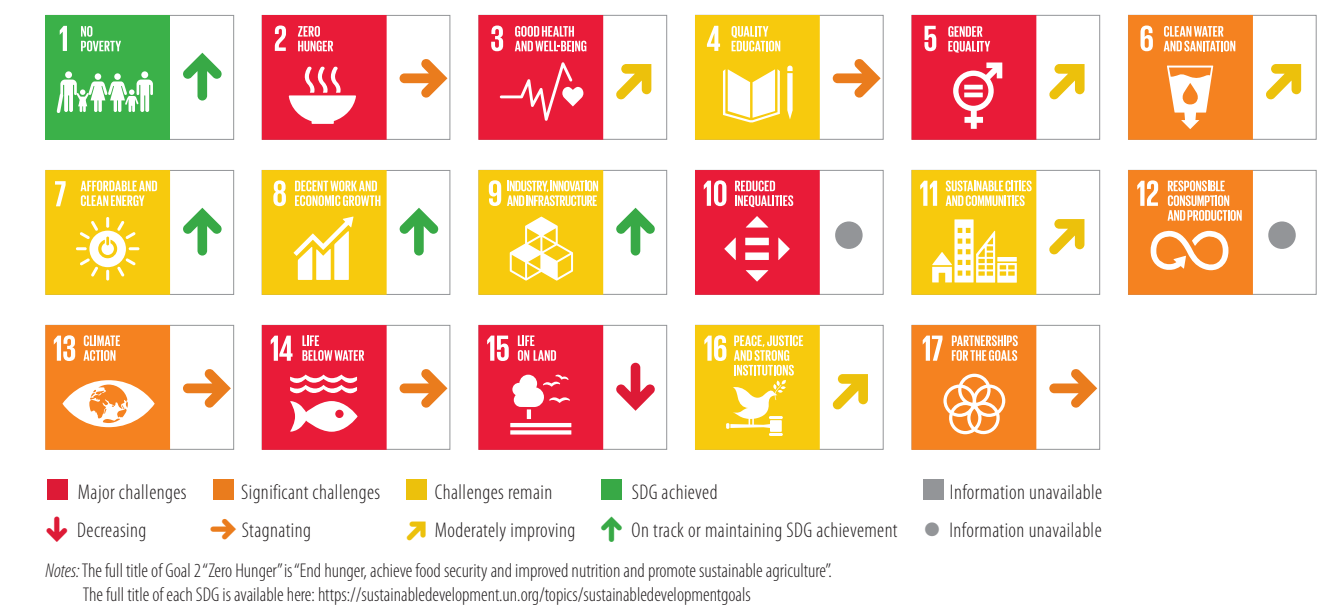 1 NO
POVERTY
2 ZERO
HUNGER
3 GOOD HEALTH
AND WELL-BEING
4 QUALITY
EDUCATION
5 GENDER
EQUALITY
6 CLEAN WATER
AND SANITATION
7 AFFORDABLE AND
CLEAN ENERGY
8 DECENT WORK AND
ECONOMIC GROWTH
9 INDUSTRY, INNOVATION
AND INFRASTRUCTURE
10 REDUCED
INEQUALITIES
11 SUSTAINABLE CITIES
AND COMMUNITIES
12 RESPONSIBLE
CONSUMPTION
AND PRODUCTION
13 CLIMATE
ACTION
14 LIFE
BELOW WATER
15 LIFE
ON LAND
16 PEACE, JUSTICE
AND STRONG
INSTITUTIONS
17 PARTNERSHIPS
FOR THE GOALS
Major challenges Significant challenges Challenges remain SDG achieved Information unavailable
Decreasing Stagnating Moderately improving On track or maintaining SDG achievement Information unavailable
Notes: The full title of Goal 2 “Zero Hunger” is “End hunger, achieve food security and improved nutrition and promote sustainable agriculture”.
The full title of each SDG is available here: https://sustainabledevelopment.un.org/topics/sustainabledevelopmentgoals